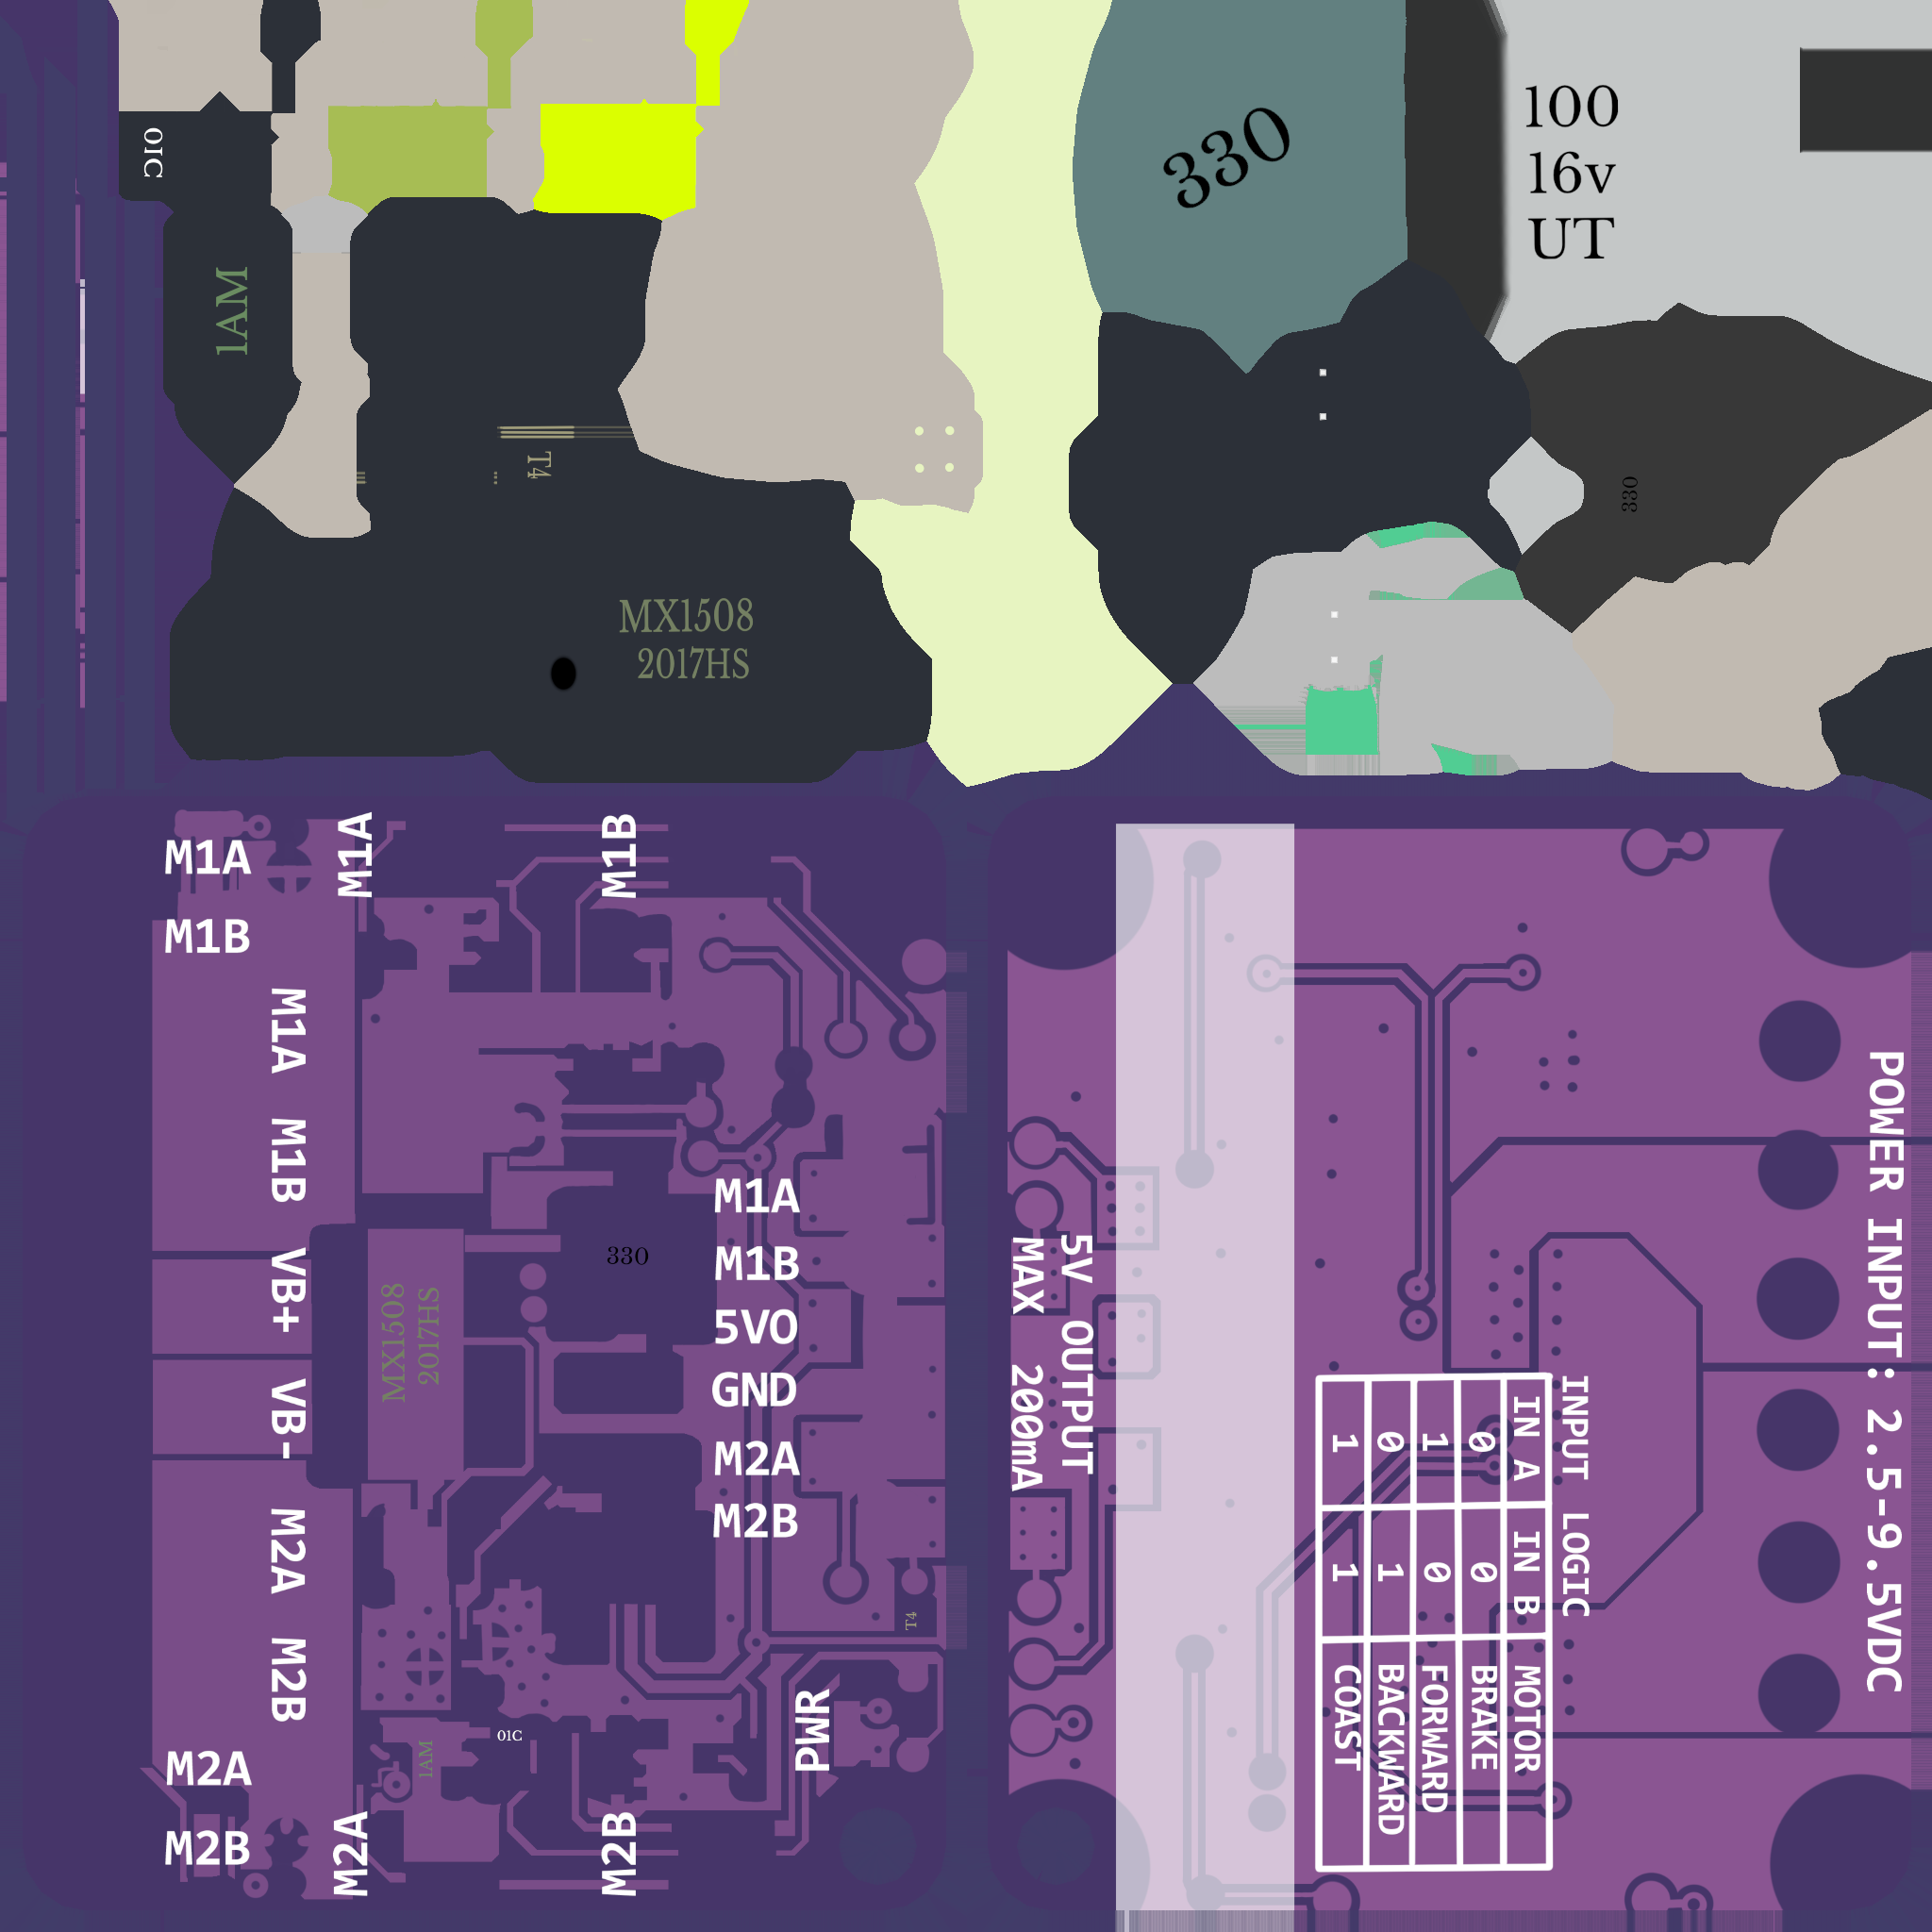 01C
1AM
T4
MX1508
2017HS
330
100
16v
UT
330
M1A
M1B
M1A
M1B
M1A
M1B
VB+
VB-
M2A
M2B
M2A
M2B
M2A
M2B
M1A
M1B
5VO
GND
M2A
M2B
PWR
330
MX1508
2017HS
1AM
01C
T4
5V OUTPUT
MAX 200mA
POWER INPUT: 2.5-9.5VDC
INPUT LOGIC
IN A IN B MOTOR
0 0 BRAKE
1 0 FORWARD
0 1 BACKWARD
1 1 COAST